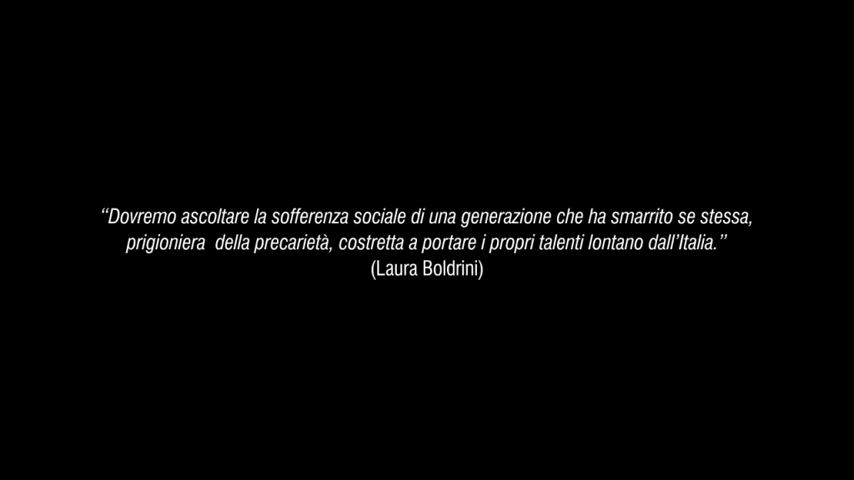 “Dovremo ascoltare la sofferenza sociale di una generazione che ha smarrito se stessa,
prigioniera  della precarietà, costretta a portare i propri talenti lontano dall’Italia.”
(Laura Boldrini)